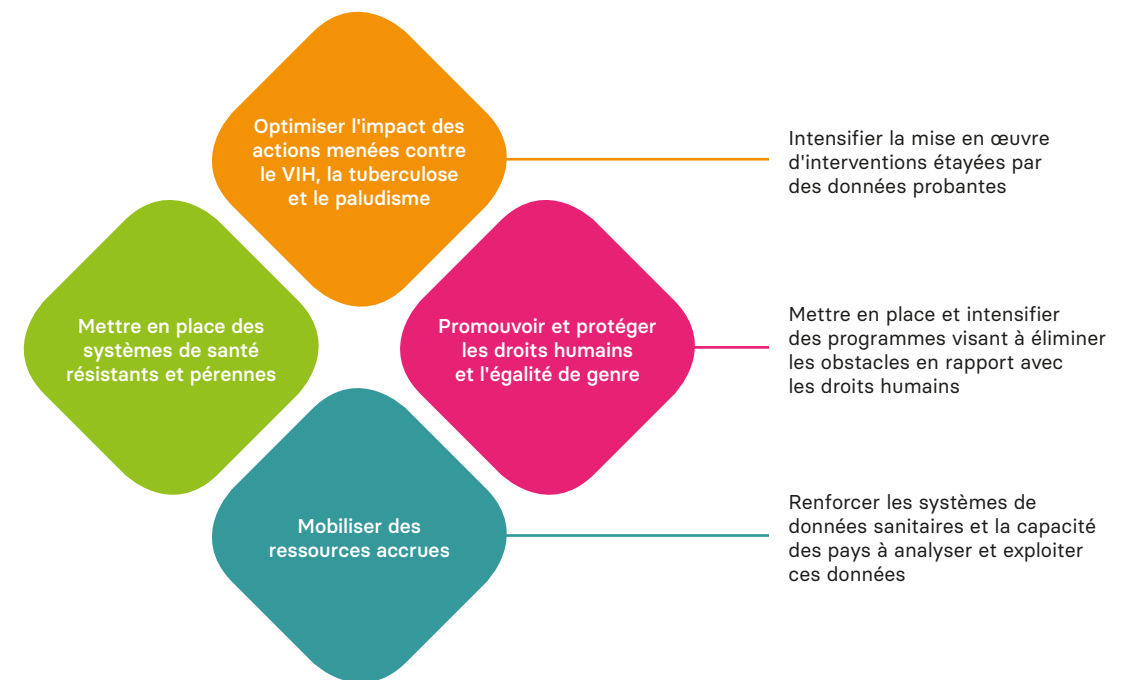 Optimiser l'impact des
actions menées contre
le VIH, la tuberculose
et le paludisme
Intensifier la mise en œuvre
d'interventions étayées par
des données probantes
Mettre en place des
systèmes de santé
résistants et pérennes
Promouvoir et protéger
les droits humains
et l'égalité de genre
Mettre en place et intensifier
des programmes visant à éliminer
les obstacles en rapport avec
les droits humains
Mobiliser des
ressources accrues
Renforcer les systèmes de
données sanitaires et la capacité
des pays à analyser et exploiter
ces données